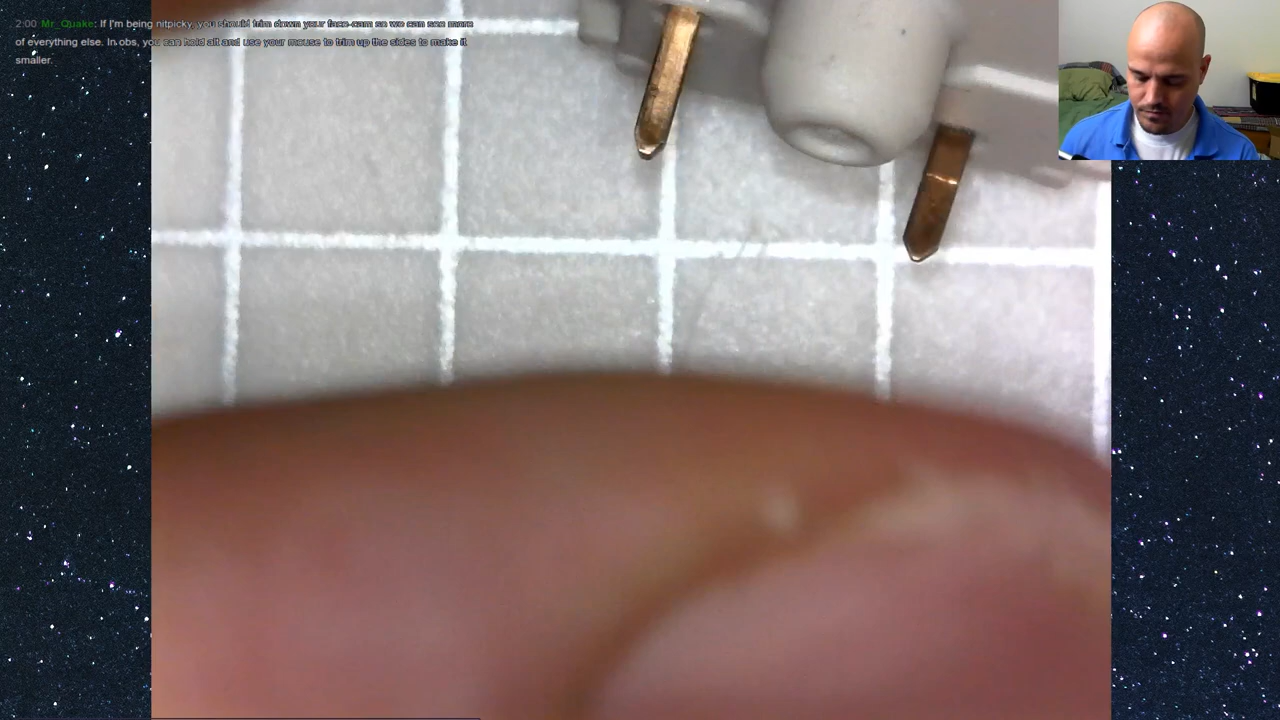 2:00 Mr_Quake: If I'm being nitpicky, you should trim down your face-cam so we can see more
of everything else. In obs, you can hold alt and use your mouse to trim up the sides to make it
smaller.